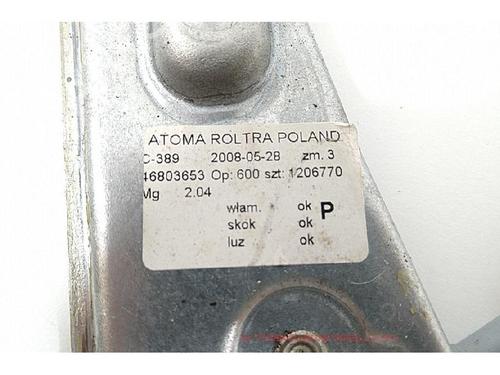 ATOMA ROLTRA POLAND
C-389 2008-05-28 zm. 3
46803653 Op: 600 szt: 1206770
Mg 2.04
włam. ok P
skok ok
luz ok